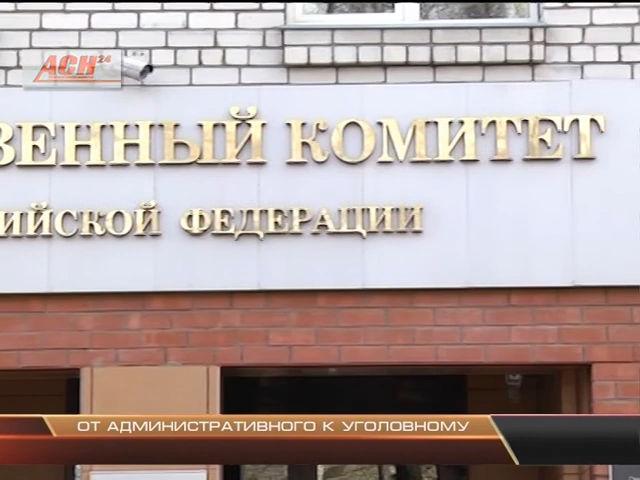 АСН24
ВЕННЫЙ КОМИТЕТ
ИЙСКОЙ ФЕДЕРАЦИИ
ОТ АДМИНИСТРАТИВНОГО К УГОЛОВНОМУ